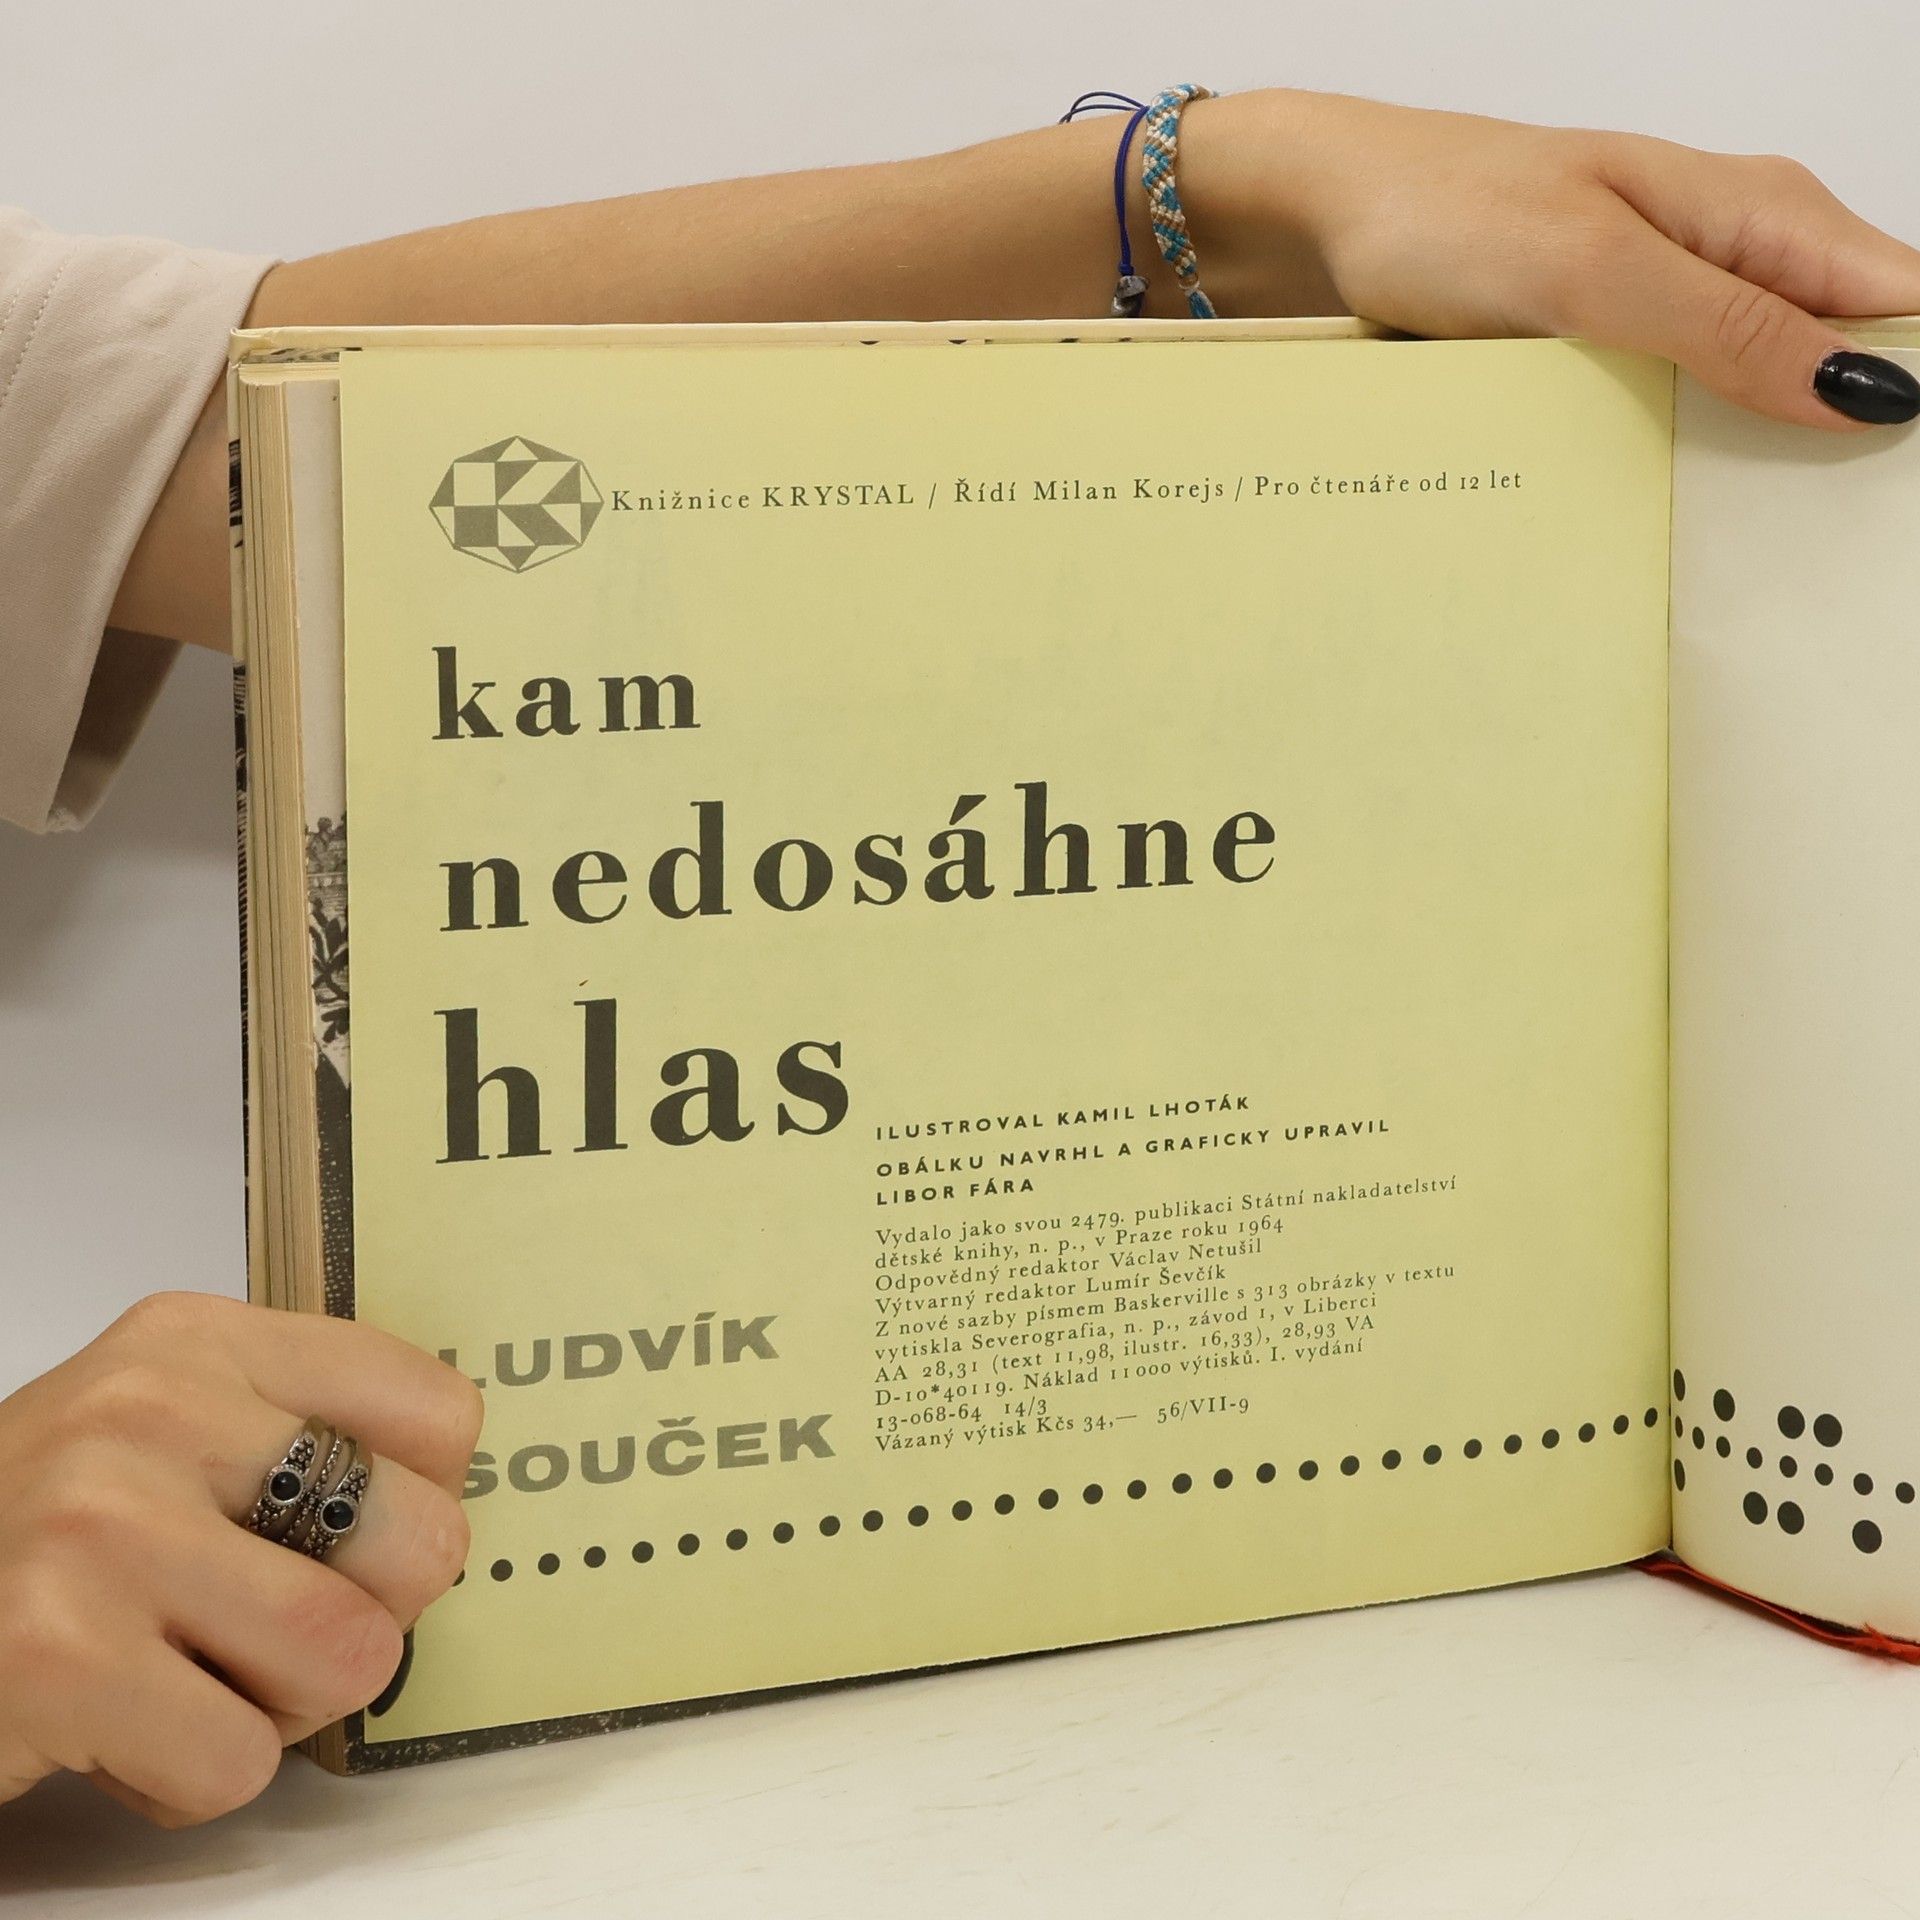 Knižnice KRYSTAL / Řídí Milan Korejs / Pro čtenáře od 12 let
kam
nedosáhne
hlas
ILUSTROVAL KAMIL LHOTÁK
OBÁLKU NAVRHL A GRAFICKY UPRAVIL
LIBOR FÁRA
Vydalo jako svou 2479. publikaci Státní nakladatelství
dětské knihy, n. p., v Praze roku 1964
Odpovědný redaktor Václav Netušil
Výtvarný redaktor Lumír Ševčík
Z nové sazby písmem Baskerville s 313 obrázky v textu
vytiskla Severografia, n. p., závod 1, v Liberci
AA 28,31 (text 11,98, ilustr. 16,33), 28,93 VA
D-10*40119. Náklad 11000 výtisků. I. vydání
13-068-64 14/3
Vázaný výtisk Kčs 34,— 56/VII-9
LUDVÍK
SOUČEK